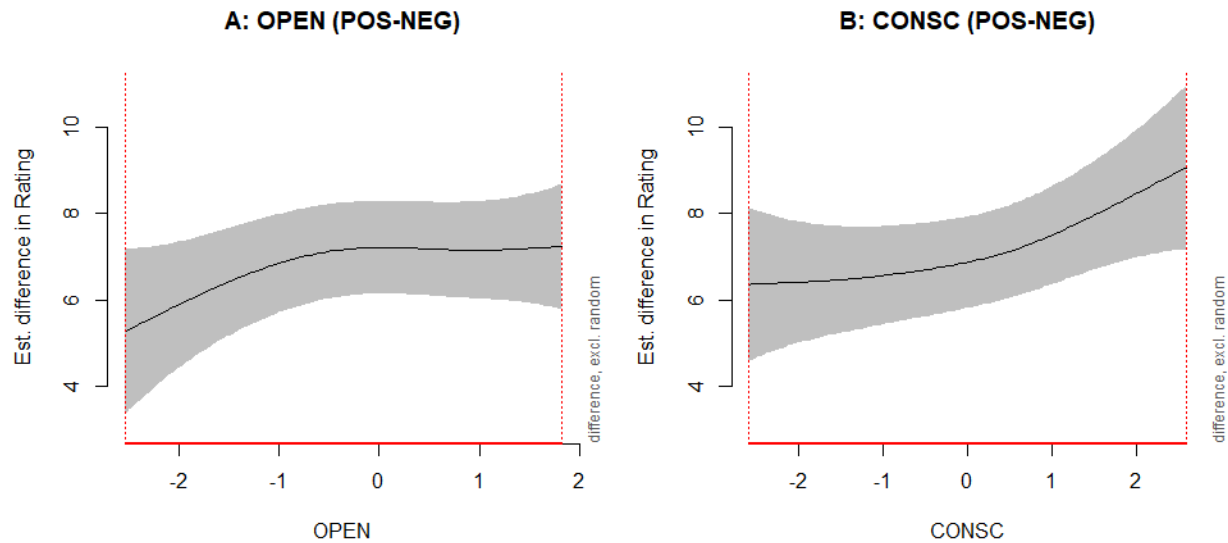 A: OPEN (POS-NEG)
Est. difference in Rating
10
8
6
4
-2 -1 0 1 2
OPEN
difference, excl. random
B: CONSC (POS-NEG)
Est. difference in Rating
10
8
6
4
-2 -1 0 1 2
CONSC
difference, excl. random